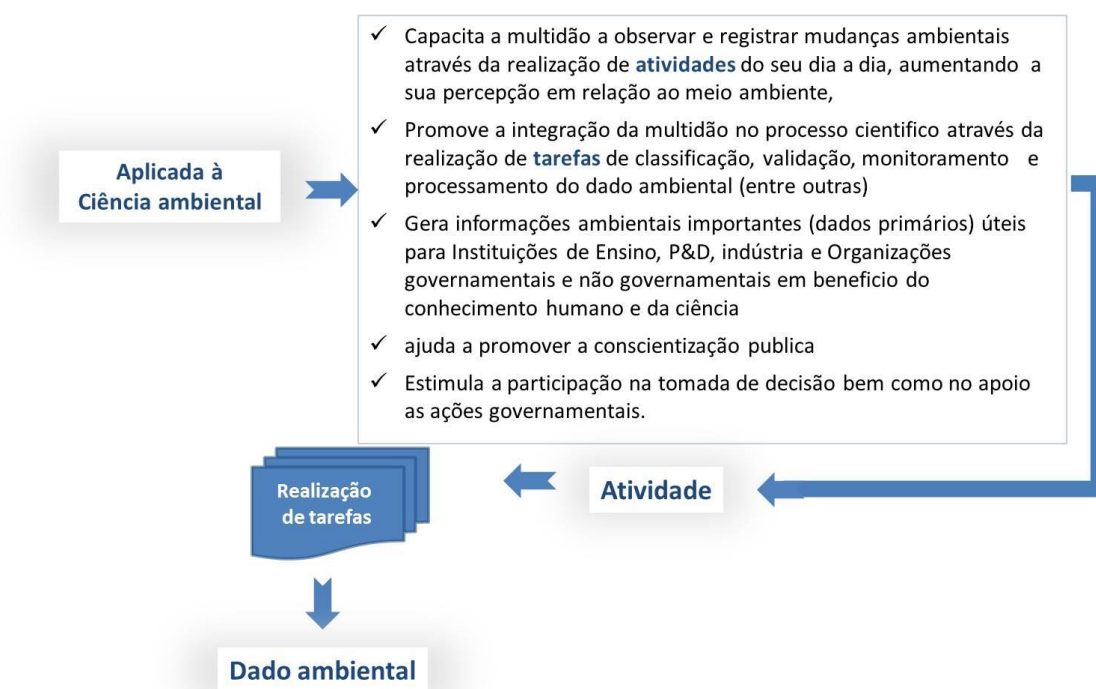 Aplicada à
Ciência ambiental
✓ Capacita a multidão a observar e registrar mudanças ambientais
através da realização de atividades do seu dia a dia, aumentando a
sua percepção em relação ao meio ambiente,
✓ Promove a integração da multidão no processo cientifico através da
realização de tarefas de classificação, validação, monitoramento e
processamento do dado ambiental (entre outras)
✓ Gera informações ambientais importantes (dados primários) úteis
para Instituições de Ensino, P&D, indústria e Organizações
governamentais e não governamentais em beneficio do
conhecimento humano e da ciência
✓ ajuda a promover a conscientização publica
✓ Estimula a participação na tomada de decisão bem como no apoio
as ações governamentais.
Atividade
Realização
de tarefas
Dado ambiental